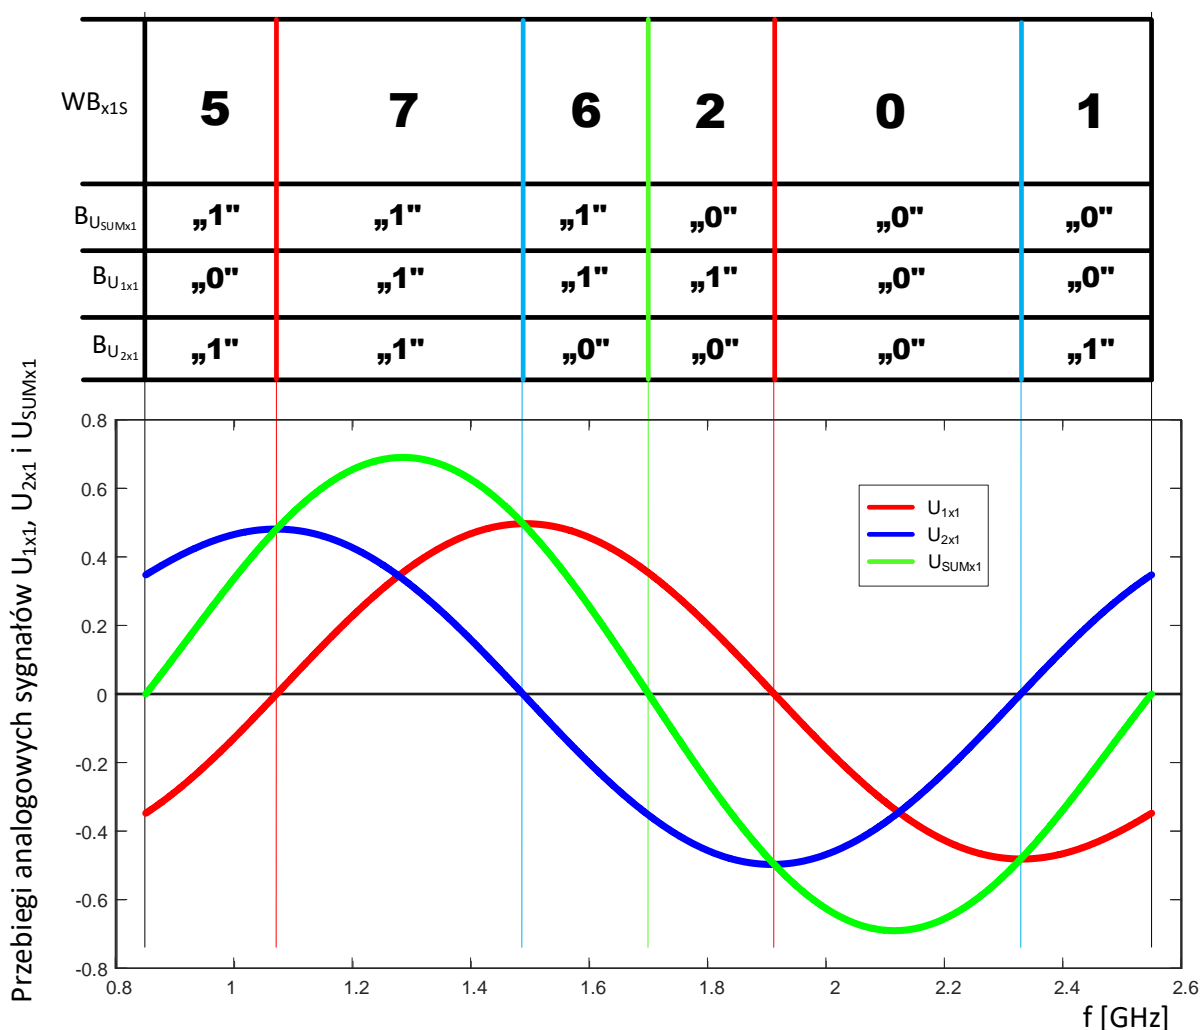 WBx1S 5 7 6 2 0 1
BUSUMx1 „1" „1" „1" „0" „0" „0"
BU1x1 „0" „1" „1" „1" „0" „0"
BU2x1 „1" „1" „0" „0" „0" „1"
Przebiegi analogowych sygnałów U1x1, U2x1 i USUMx1
0.8
0.6
0.4
0.2
0
-0.2
-0.4
-0.6
-0.8
U1x1
U2x1
USUMx1
0.8 1 1.2 1.4 1.6 1.8 2 2.2 2.4 2.6
f [GHz]